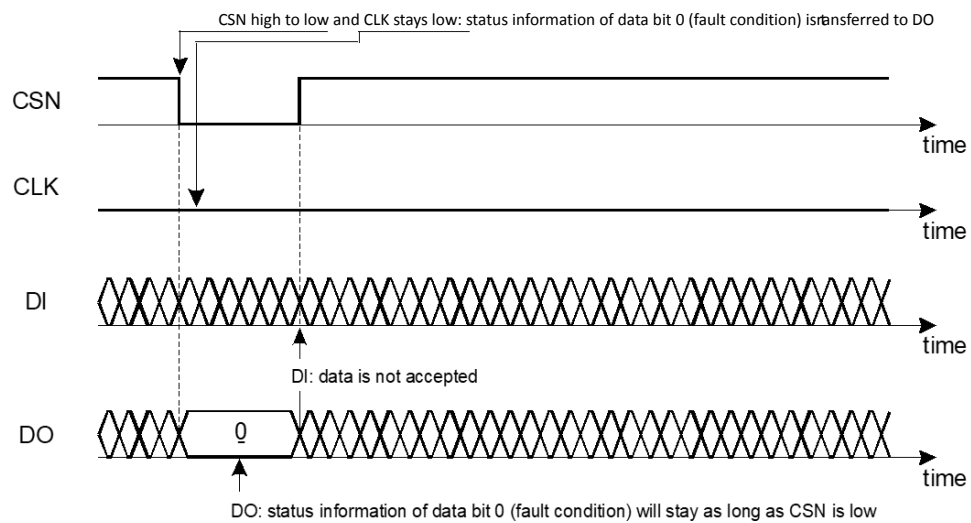 CSN high to low and CLK stays low: status information of data bit 0 (fault condition) is tansferred to DO
CSN
time
CLK
time
DI
time
DI: data is not accepted
DO
0
time
DO: status information of data bit 0 (fault condition) will stay as long as CSN is low